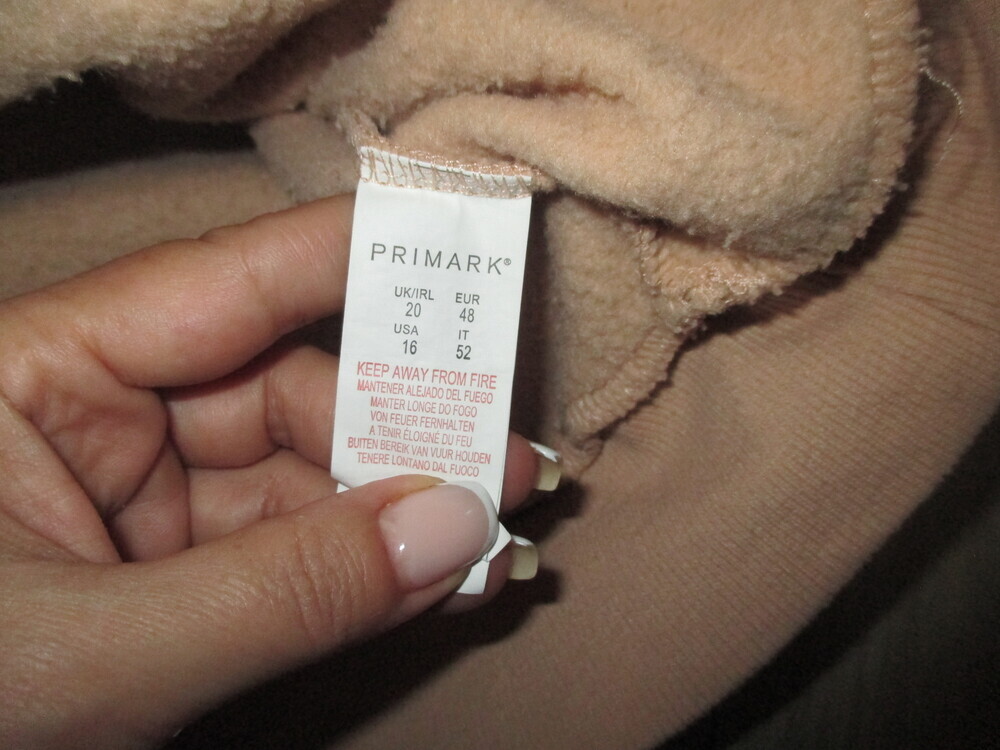 PRIMARK®
UK/IRL EUR
20 48
USA IT
16 52
KEEP AWAY FROM FIRE
MANTENER ALEJADO DEL FUEGO
MANTER LONGE DO FOGO
VON FEUER FERNHALTEN
A TENIR ÉLOIGNÉ DU FEU
BUITEN BEREIK VAN VUUR HOUDEN
TENERE LONTANO DAL FUOCO